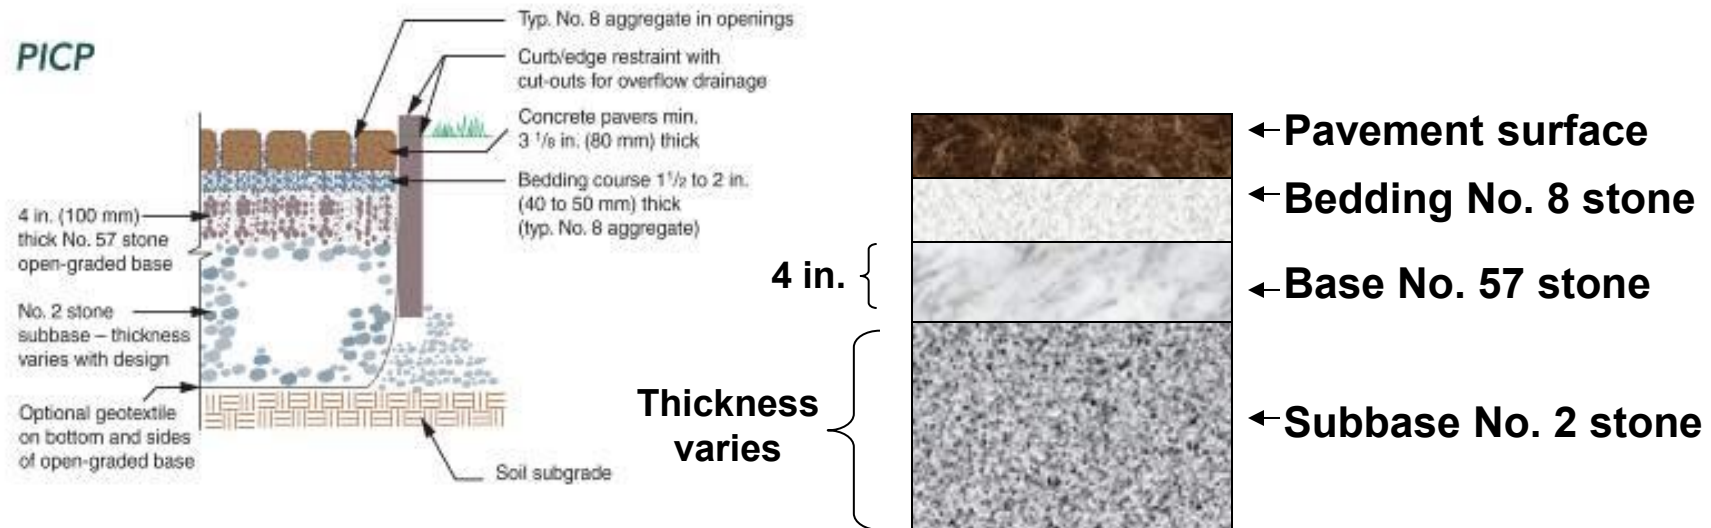 PICP
Typ. No. 8 aggregate in openings
Curb/edge restraint with
cut-outs for overflow drainage
Concrete pavers min.
3 1/8 in. (80 mm) thick
Bedding course 1 1/2 to 2 in.
(40 to 50 mm) thick
(typ. No. 8 aggregate)
4 in. (100 mm)
thick No. 57 stone
open-graded base
No. 2 stone
subbase – thickness
varies with design
Optional geotextile
on bottom and sides
of open-graded base
Soil subgrade
Pavement surface
Bedding No. 8 stone
4 in.
Base No. 57 stone
Thickness
varies
Subbase No. 2 stone